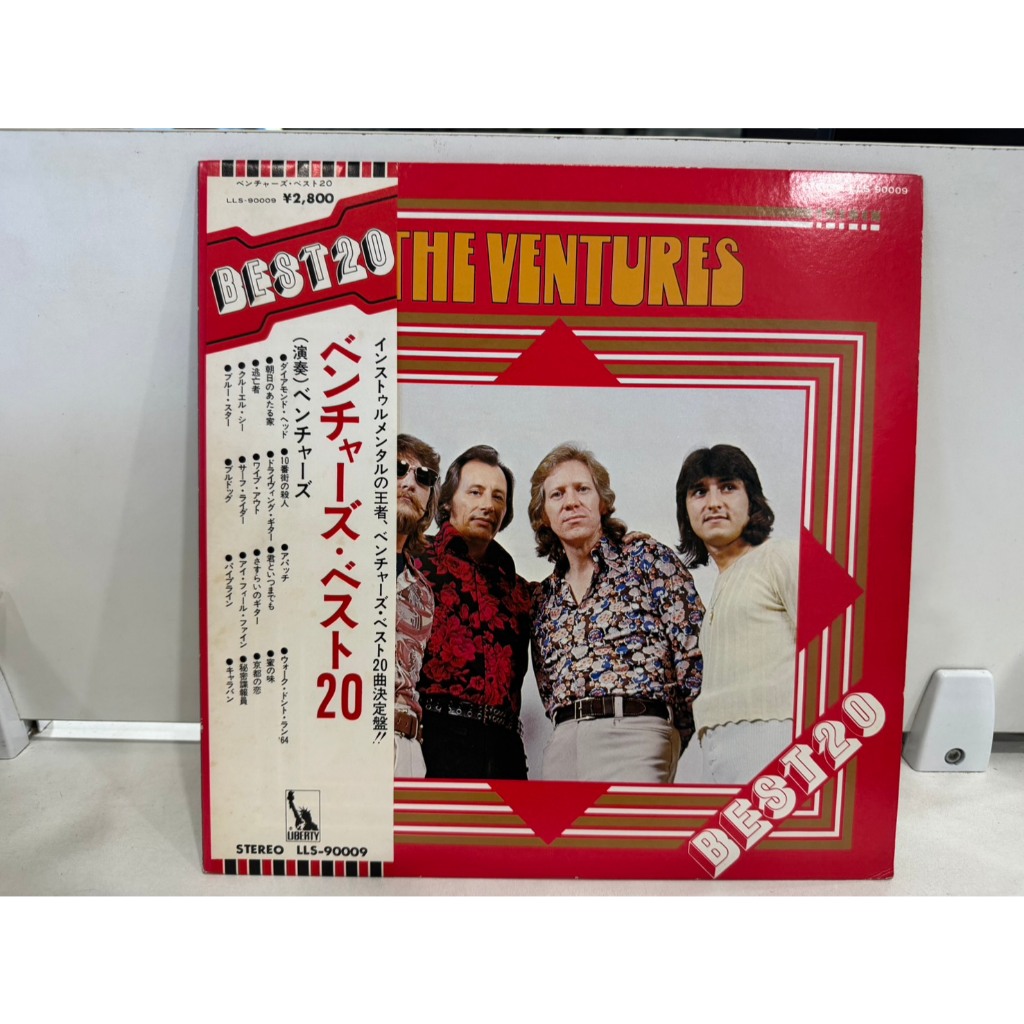 ベンチャーズ・ベスト20
LLS-90009 ¥2,800
BEST20
インストゥルメンタルの王者、ベンチャーズ・ベスト20曲決定盤!!
ベンチャーズ・ベスト20
(演奏)ベンチャーズ
●ダイアモンド・ヘッド
●朝日のあたる家
●逃亡者
●クルーエル・シー
●ブルー・スター
●10番街の殺人
●ドライヴィング・ギター
●ワイプ・アウト
●サーフ・ライダー
●ブルドッグ
●アパッチ
●君といつまでも
●さすらいのギター
●アイ・フィール・ファイン
●パイプライン
●ウォーク・ドント・ラン'64
●蜜の味
●京都の恋
●秘密諜報員
●キャラバン
LIBERTY
STEREO LLS-90009
LLS-90009
THE VENTURES
BEST20